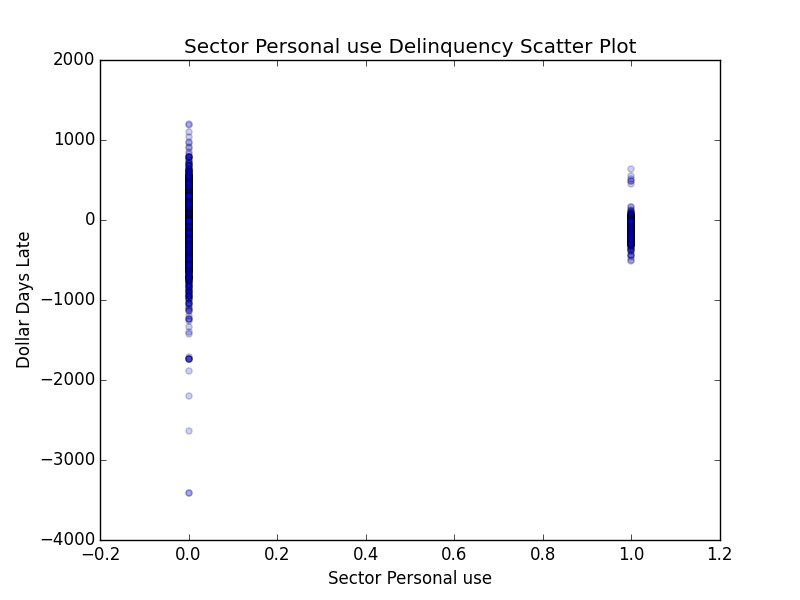 Sector Personal use Delinquency Scatter Plot
2000
1000
0
−1000
−2000
−3000
−4000
Dollar Days Late
−0.2 0.0 0.2 0.4 0.6 0.8 1.0 1.2
Sector Personal use